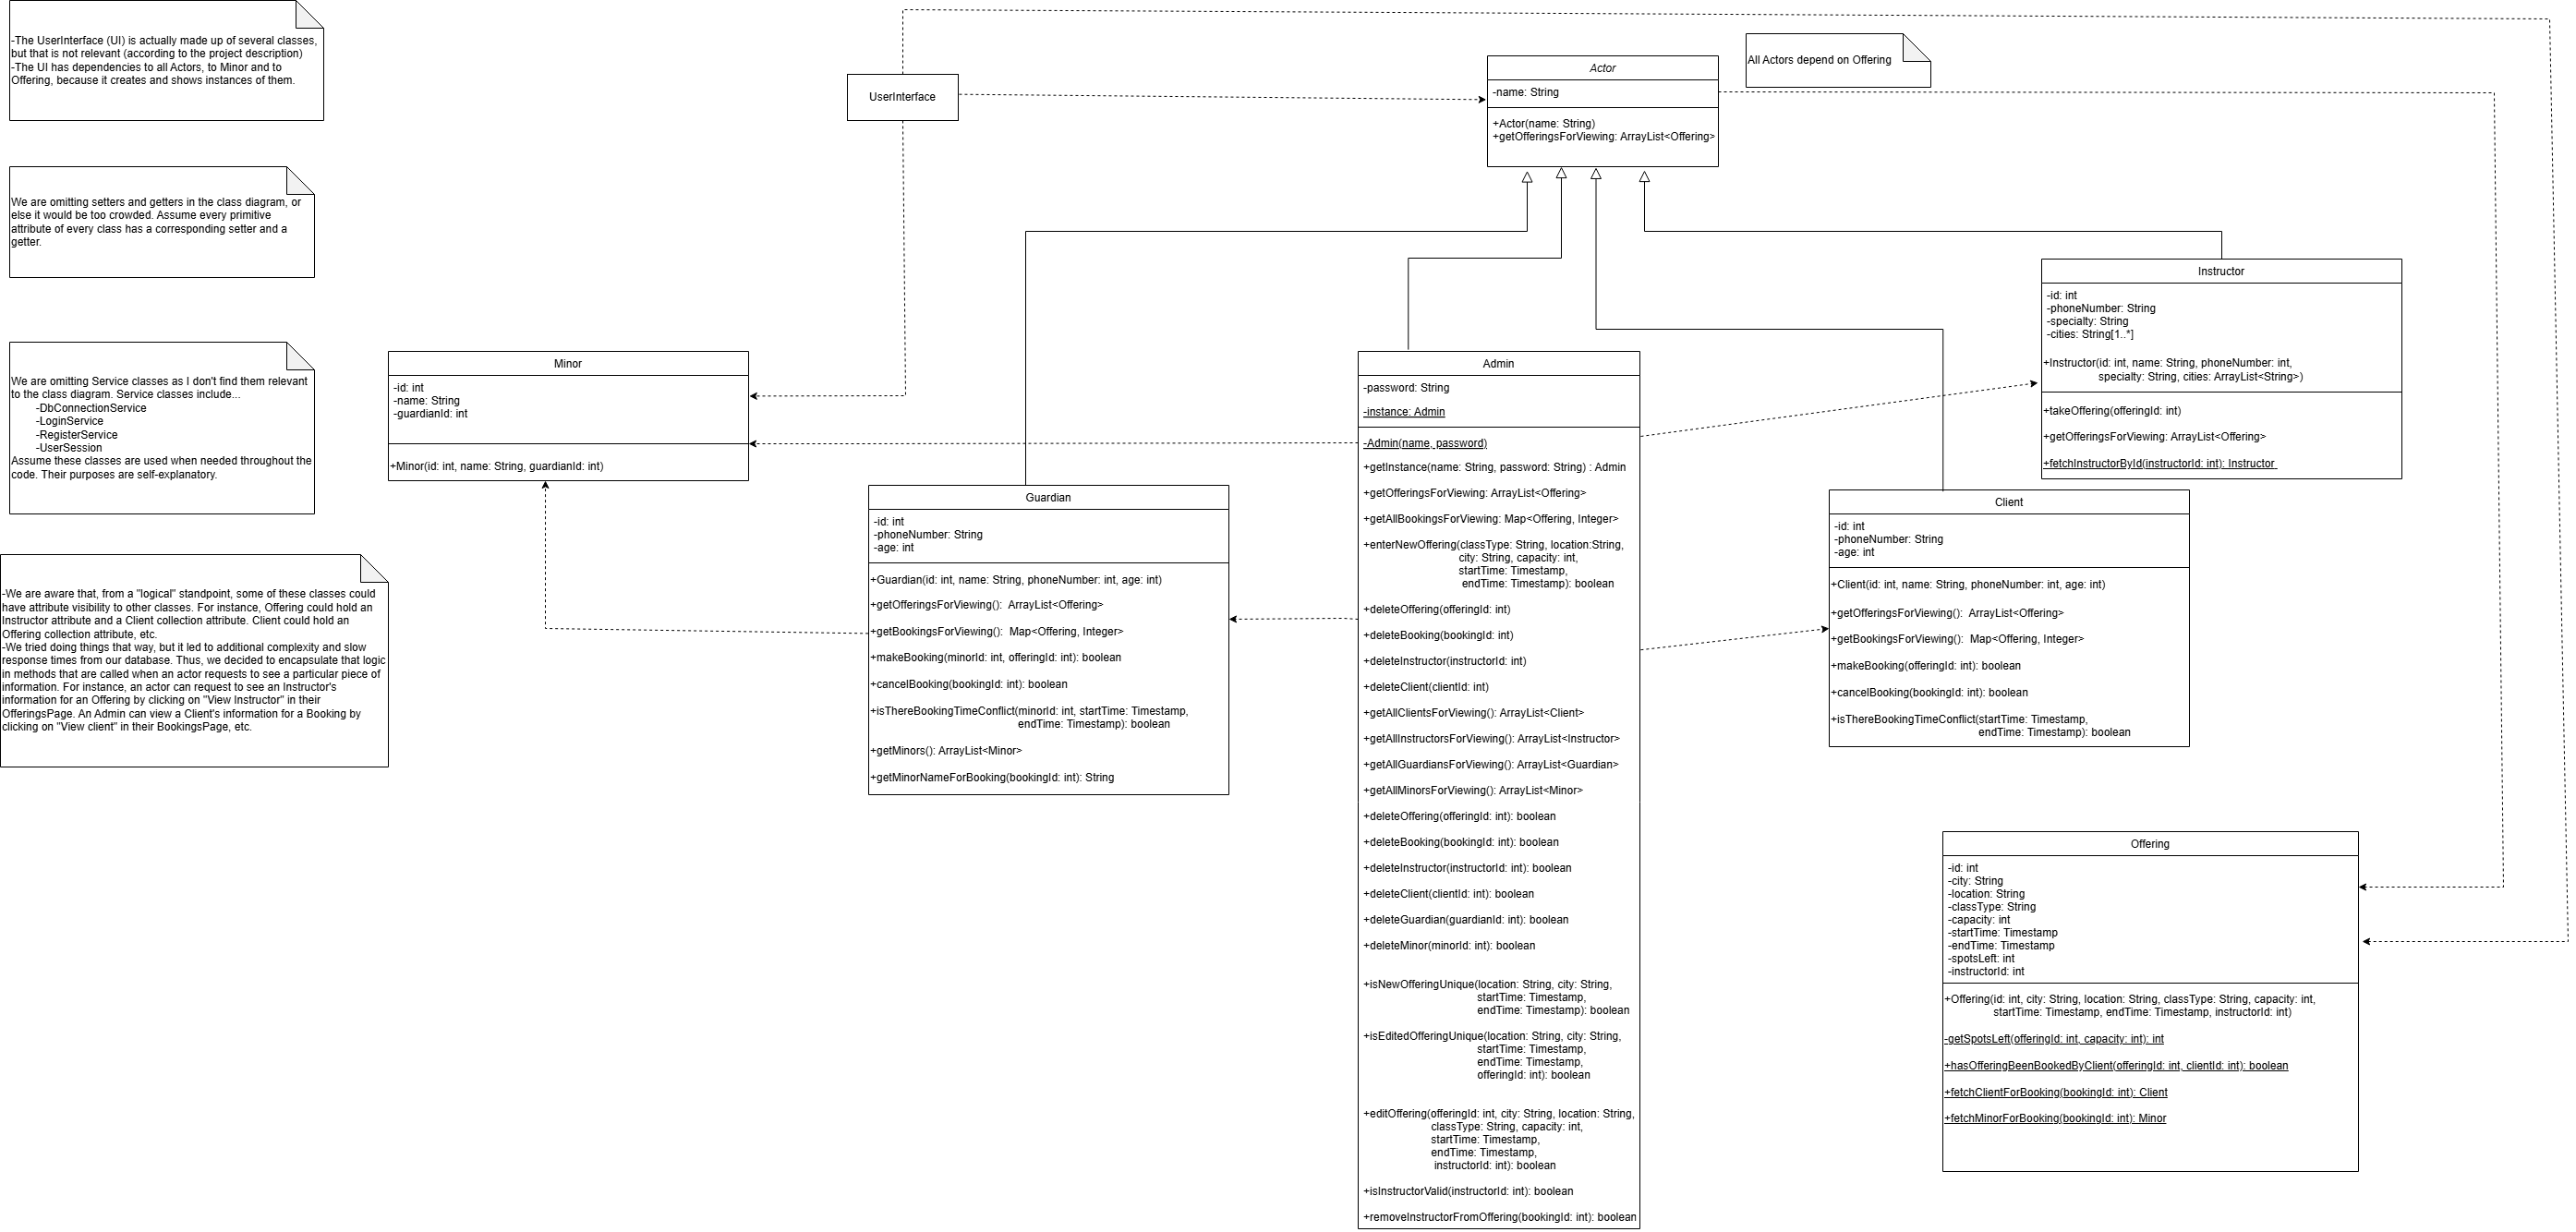 -The UserInterface (UI) is actually made up of several classes,
but that is not relevant (according to the project description)
-The UI has dependencies to all Actors, to Minor and to
Offering, because it creates and shows instances of them.
We are omitting setters and getters in the class diagram, or
else it would be too crowded. Assume every primitive
attribute of every class has a corresponding setter and a
getter.
We are omitting Service classes as I don't find them relevant
to the class diagram. Service classes include...
-DbConnectionService
-LoginService
-RegisterService
-UserSession
Assume these classes are used when needed throughout the
code. Their purposes are self-explanatory.
-We are aware that, from a "logical" standpoint, some of these classes could
have attribute visibility to other classes. For instance, Offering could hold an
Instructor attribute and a Client collection attribute. Client could hold an
Offering collection attribute, etc.
-We tried doing things that way, but it led to additional complexity and slow
response times from our database. Thus, we decided to encapsulate that logic
in methods that are called when an actor requests to see a particular piece of
information. For instance, an actor can request to see an Instructor's
information for an Offering by clicking on "View Instructor" in their
OfferingsPage. An Admin can view a Client's information for a Booking by
clicking on "View client" in their BookingsPage, etc.
UserInterface
Actor
-name: String
+Actor(name: String)
+getOfferingsForViewing: ArrayList<Offering>
All Actors depend on Offering
Minor
-id: int
-name: String
-guardianId: int
+Minor(id: int, name: String, guardianId: int)
Guardian
-id: int
-phoneNumber: String
-age: int
+Guardian(id: int, name: String, phoneNumber: int, age: int)
+getOfferingsForViewing(): ArrayList<Offering>
+getBookingsForViewing(): Map<Offering, Integer>
+makeBooking(minorId: int, offeringId: int): boolean
+cancelBooking(bookingId: int): boolean
+isThereBookingTimeConflict(minorId: int, startTime: Timestamp,
endTime: Timestamp): boolean
+getMinors(): ArrayList<Minor>
+getMinorNameForBooking(bookingId: int): String
Admin
-password: String
-instance: Admin
-Admin(name, password)
+getInstance(name: String, password: String) : Admin
+getOfferingsForViewing: ArrayList<Offering>
+getAllBookingsForViewing: Map<Offering, Integer>
+enterNewOffering(classType: String, location:String,
city: String, capacity: int,
startTime: Timestamp,
endTime: Timestamp): boolean
+deleteOffering(offeringId: int)
+deleteBooking(bookingId: int)
+deleteInstructor(instructorId: int)
+deleteClient(clientId: int)
+getAllClientsForViewing(): ArrayList<Client>
+getAllInstructorsForViewing(): ArrayList<Instructor>
+getAllGuardiansForViewing(): ArrayList<Guardian>
+getAllMinorsForViewing(): ArrayList<Minor>
+deleteOffering(offeringId: int): boolean
+deleteBooking(bookingId: int): boolean
+deleteInstructor(instructorId: int): boolean
+deleteClient(clientId: int): boolean
+deleteGuardian(guardianId: int): boolean
+deleteMinor(minorId: int): boolean
+isNewOfferingUnique(location: String, city: String,
startTime: Timestamp,
endTime: Timestamp): boolean
+isEditedOfferingUnique(location: String, city: String,
startTime: Timestamp,
endTime: Timestamp,
offeringId: int): boolean
+editOffering(offeringId: int, city: String, location: String,
classType: String, capacity: int,
startTime: Timestamp,
endTime: Timestamp,
instructorId: int): boolean
+isInstructorValid(instructorId: int): boolean
+removeInstructorFromOffering(bookingId: int): boolean
Instructor
-id: int
-phoneNumber: String
-specialty: String
-cities: String[1..*]
+Instructor(id: int, name: String, phoneNumber: int,
specialty: String, cities: ArrayList<String>)
+takeOffering(offeringId: int)
+getOfferingsForViewing: ArrayList<Offering>
+fetchInstructorById(instructorId: int): Instructor
Client
-id: int
-phoneNumber: String
-age: int
+Client(id: int, name: String, phoneNumber: int, age: int)
+getOfferingsForViewing(): ArrayList<Offering>
+getBookingsForViewing(): Map<Offering, Integer>
+makeBooking(offeringId: int): boolean
+cancelBooking(bookingId: int): boolean
+isThereBookingTimeConflict(startTime: Timestamp,
endTime: Timestamp): boolean
Offering
-id: int
-city: String
-location: String
-classType: String
-capacity: int
-startTime: Timestamp
-endTime: Timestamp
-spotsLeft: int
-instructorId: int
+Offering(id: int, city: String, location: String, classType: String, capacity: int,
startTime: Timestamp, endTime: Timestamp, instructorId: int)
-getSpotsLeft(offeringId: int, capacity: int): int
+hasOfferingBeenBookedByClient(offeringId: int, clientId: int): boolean
+fetchClientForBooking(bookingId: int): Client
+fetchMinorForBooking(bookingId: int): Minor